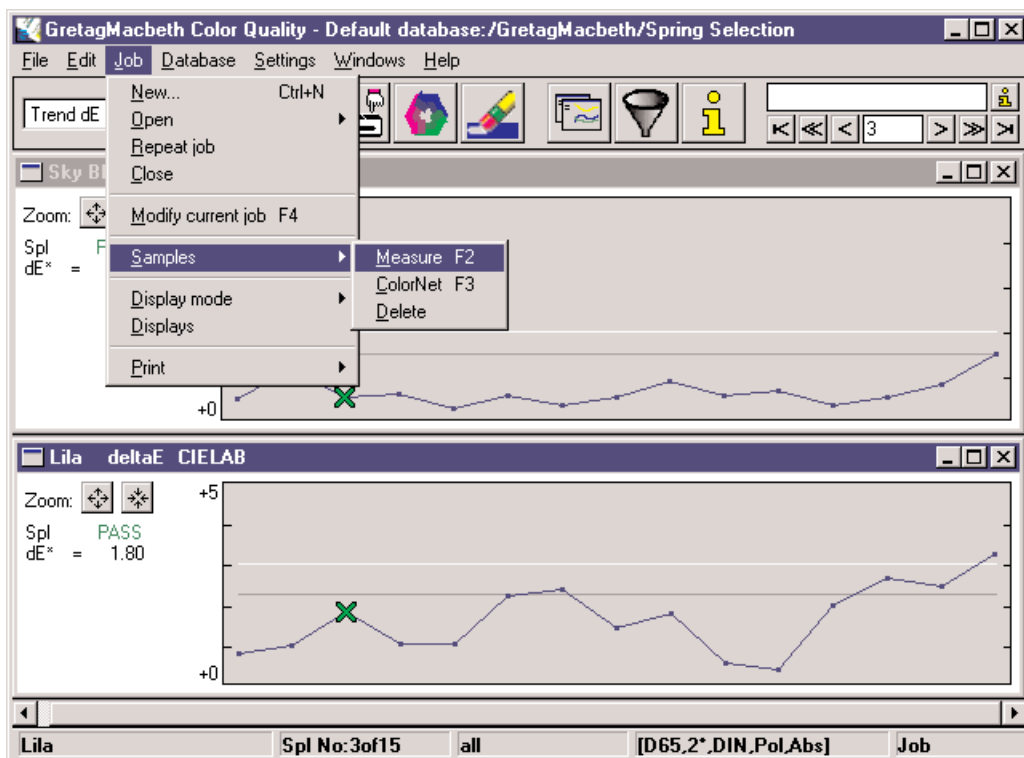 GretagMacbeth Color Quality - Default database:/GretagMacbeth/Spring Selection
File Edit Job Database Settings Windows Help
Trend dE
3
New... Ctrl+N
Open
Repeat job
Close
Modify current job F4
Samples
Display mode
Displays
Print
Measure F2
ColorNet F3
Delete
Sky Bl
Zoom:
Spl
dE* =
+0
Lila deltaE CIELAB
Zoom:
+5
Spl PASS
dE* = 1.80
+0
Lila Spl No:3of15 all [D65,2°,DIN,Pol,Abs] Job